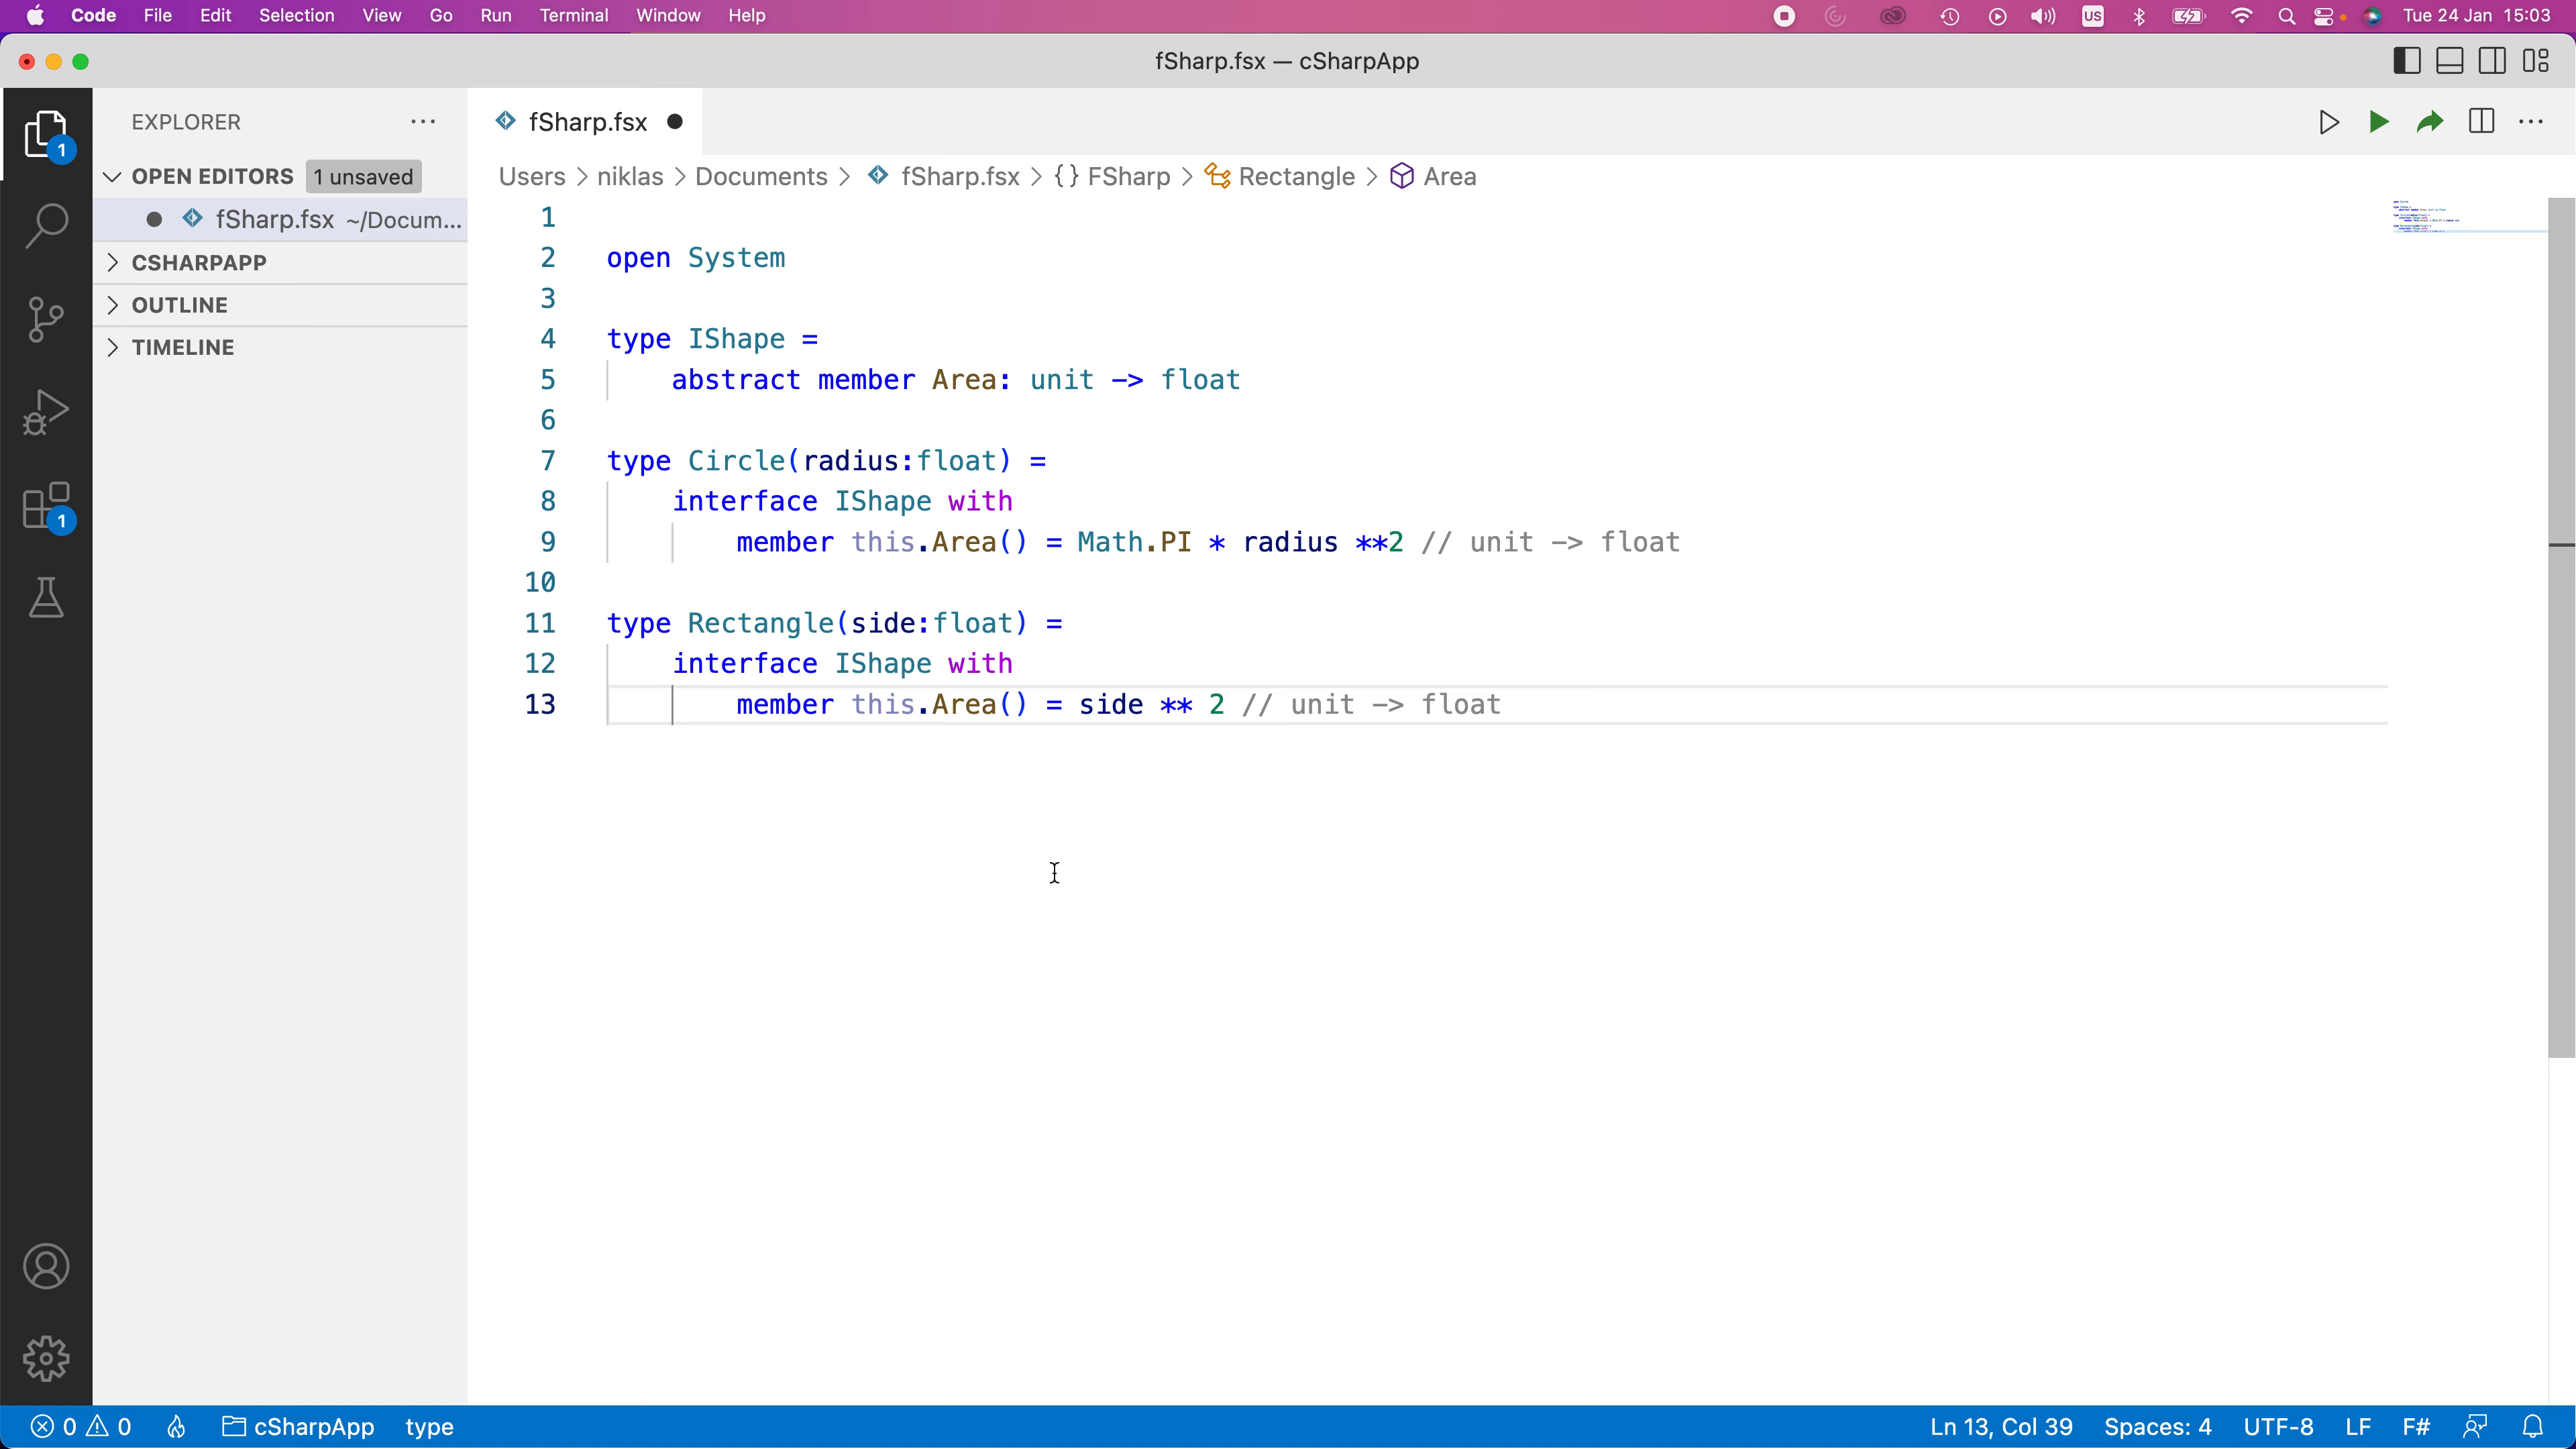 Code File Edit Selection View Go Run Terminal Window Help US Tue 24 Jan 15:03
fSharp.fsx — cSharpApp
EXPLORER
fSharp.fsx
1
OPEN EDITORS 1 unsaved
Users > niklas > Documents > fSharp.fsx > {} FSharp > Rectangle > Area
fSharp.fsx ~/Docum...
CSHARPAPP
OUTLINE
TIMELINE
1
1
2 open System
3
4 type IShape =
5 abstract member Area: unit -> float
6
7 type Circle(radius:float) =
8 interface IShape with
9 member this.Area() = Math.PI * radius **2 // unit -> float
10
11 type Rectangle(side:float) =
12 interface IShape with
13 member this.Area() = side ** 2 // unit -> float
0 0 cSharpApp type Ln 13, Col 39 Spaces: 4 UTF-8 LF F#